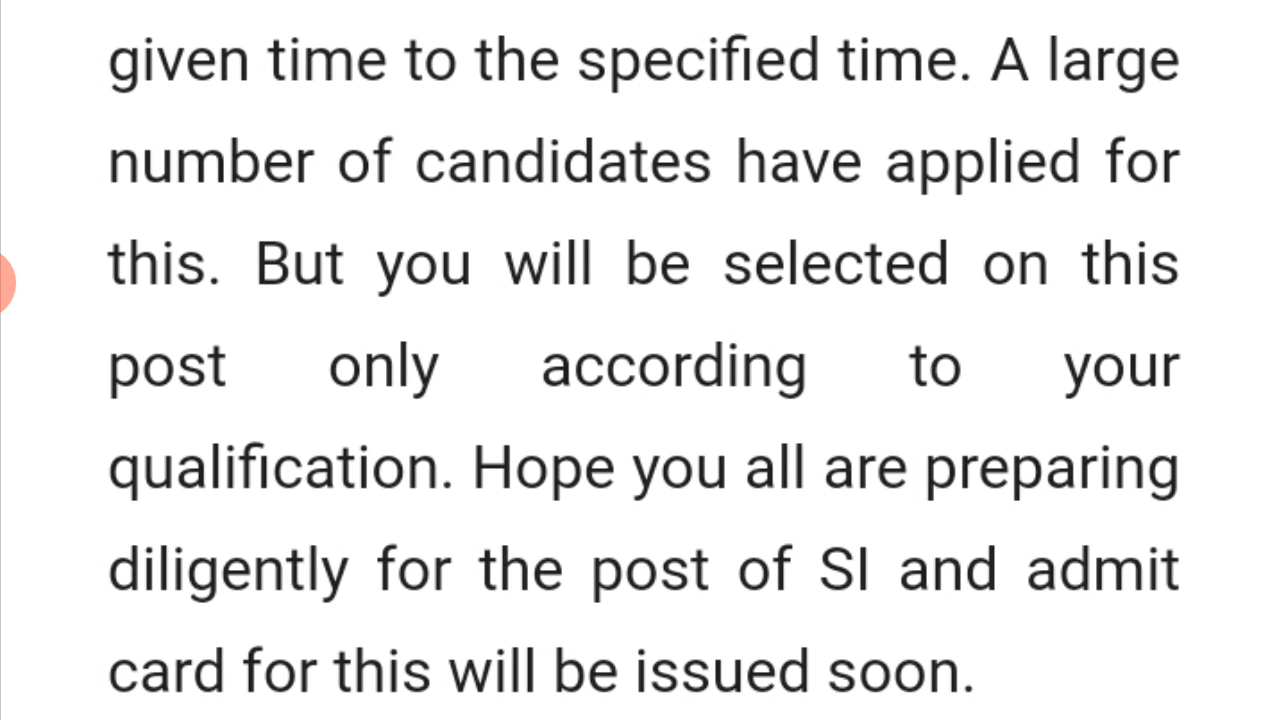 given time to the specified time. A large
number of candidates have applied for
this. But you will be selected on this
post only according to your
qualification. Hope you all are preparing
diligently for the post of SI and admit
card for this will be issued soon.